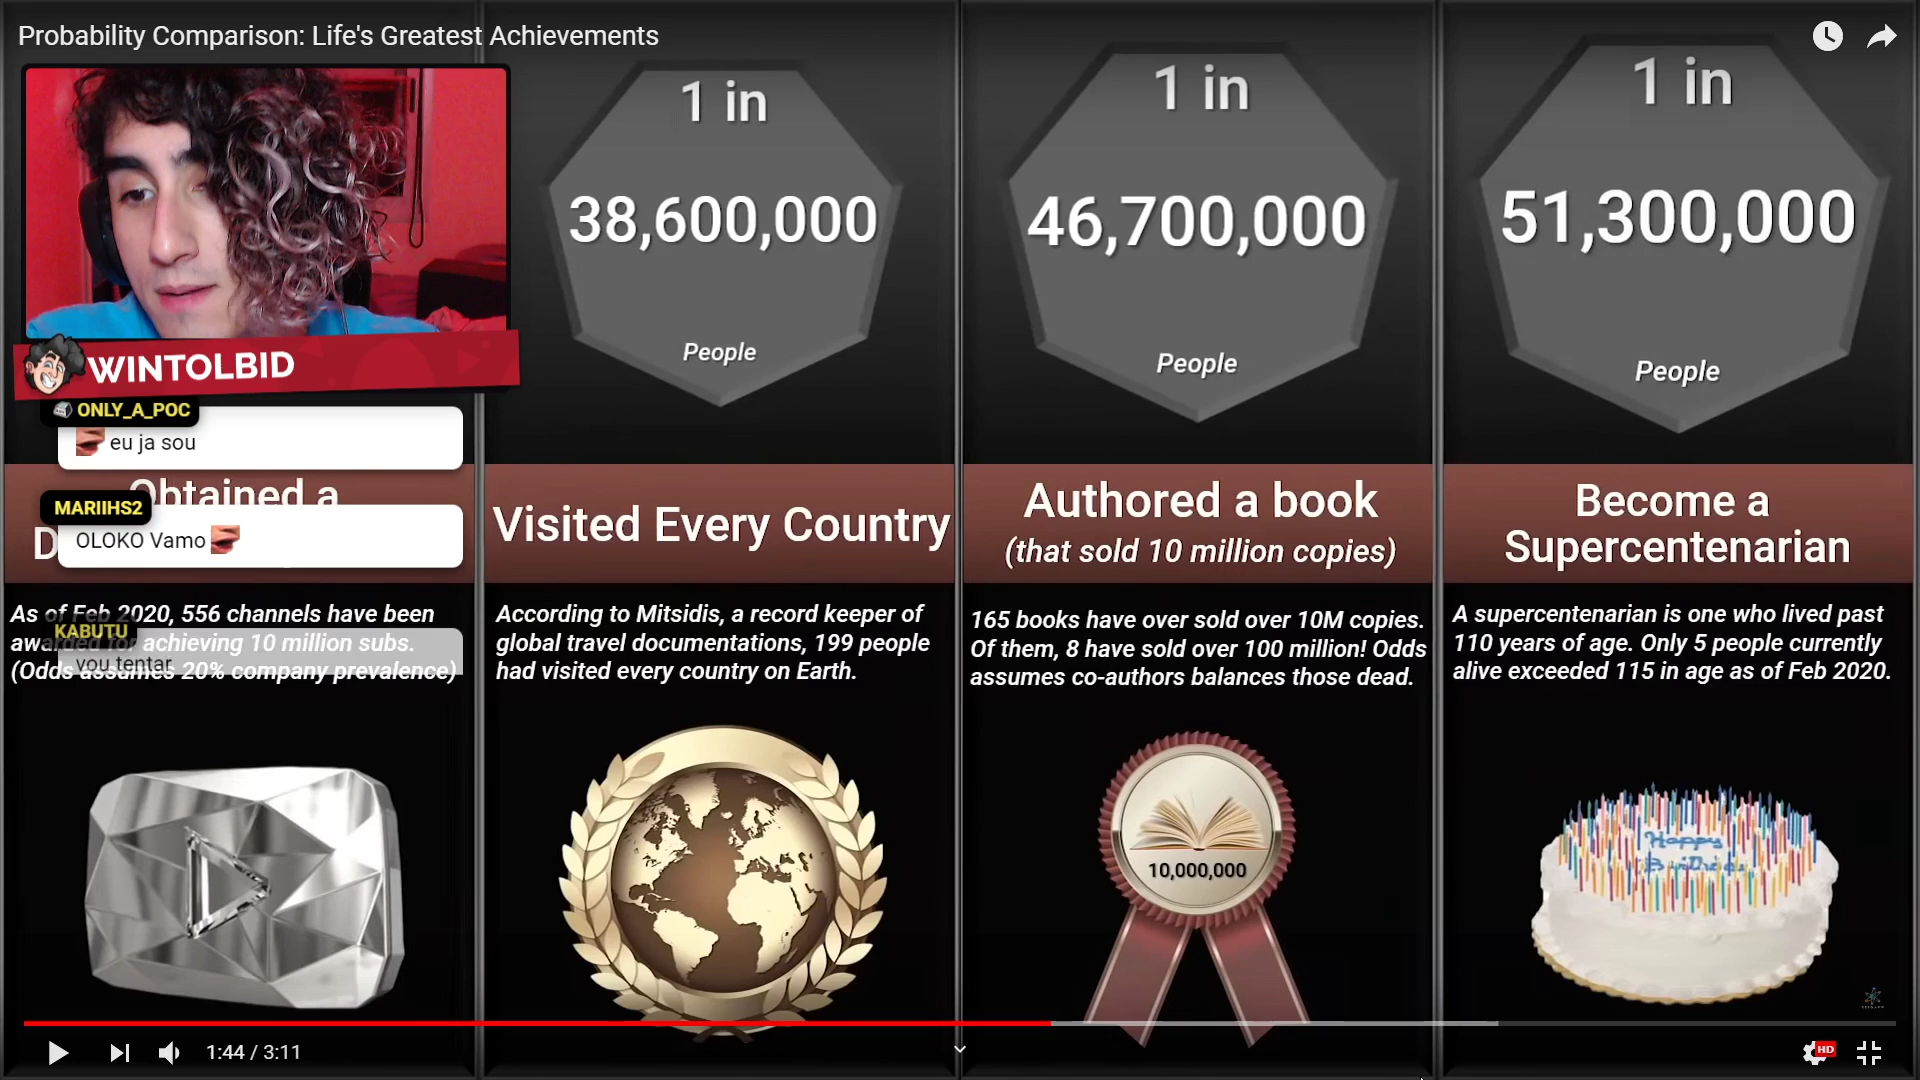 Probability Comparison: Life's Greatest Achievements
WINTOLBID
ONLY_A_POC
eu ja sou
MARIIHS2
OLOKO Vamo
KABUTU
vou tentar
Obtained a
D
As of Feb 2020, 556 channels have been
awarded for achieving 10 million subs.
(Odds assumes 20% company prevalence)
1 in
38,600,000
People
Visited Every Country
According to Mitsidis, a record keeper of
global travel documentations, 199 people
had visited every country on Earth.
1 in
46,700,000
People
Authored a book
(that sold 10 million copies)
165 books have over sold over 10M copies.
Of them, 8 have sold over 100 million! Odds
assumes co-authors balances those dead.
10,000,000
1 in
51,300,000
People
Become a
Supercentenarian
A supercentenarian is one who lived past
110 years of age. Only 5 people currently
alive exceeded 115 in age as of Feb 2020.
Happy
1:44 / 3:11
HD